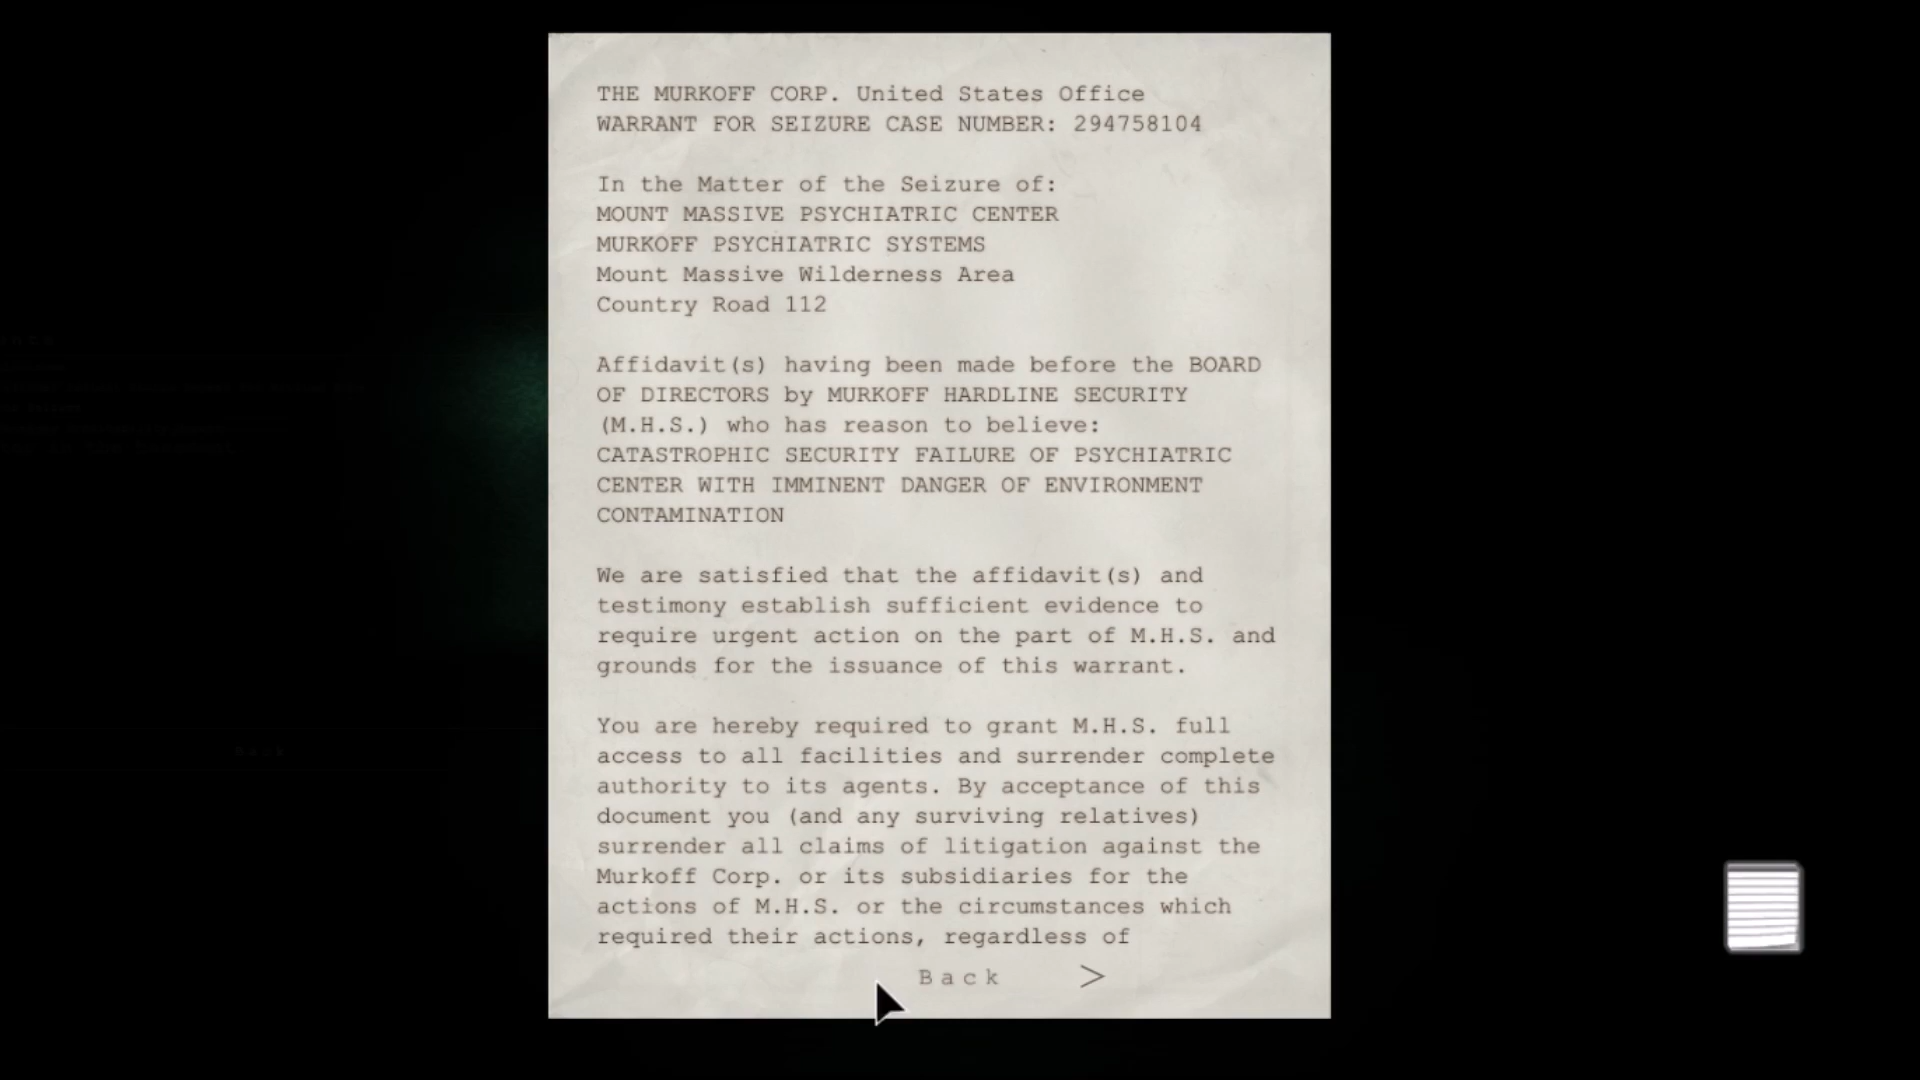 THE MURKOFF CORP. United States Office
WARRANT FOR SEIZURE CASE NUMBER: 294758104
In the Matter of the Seizure of:
MOUNT MASSIVE PSYCHIATRIC CENTER
MURKOFF PSYCHIATRIC SYSTEMS
Mount Massive Wilderness Area
Country Road 112
Affidavit(s) having been made before the BOARD
OF DIRECTORS by MURKOFF HARDLINE SECURITY
(M.H.S.) who has reason to believe:
CATASTROPHIC SECURITY FAILURE OF PSYCHIATRIC
CENTER WITH IMMINENT DANGER OF ENVIRONMENT
CONTAMINATION
We are satisfied that the affidavit(s) and
testimony establish sufficient evidence to
require urgent action on the part of M.H.S. and
grounds for the issuance of this warrant.
You are hereby required to grant M.H.S. full
access to all facilities and surrender complete
authority to its agents. By acceptance of this
document you (and any surviving relatives)
surrender all claims of litigation against the
Murkoff Corp. or its subsidiaries for the
actions of M.H.S. or the circumstances which
required their actions, regardless of
Back >
Back